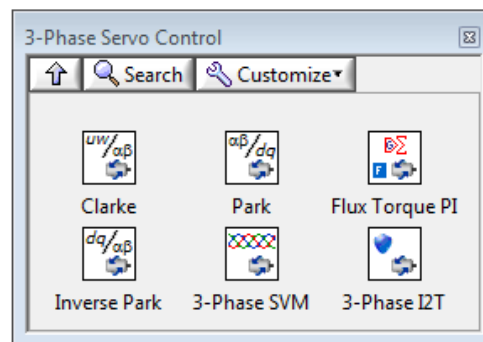 3-Phase Servo Control
Search Customize
uw/αβ αβ/dq DΣ
F
Clarke Park Flux Torque PI
dq/αβ
Inverse Park 3-Phase SVM 3-Phase I2T